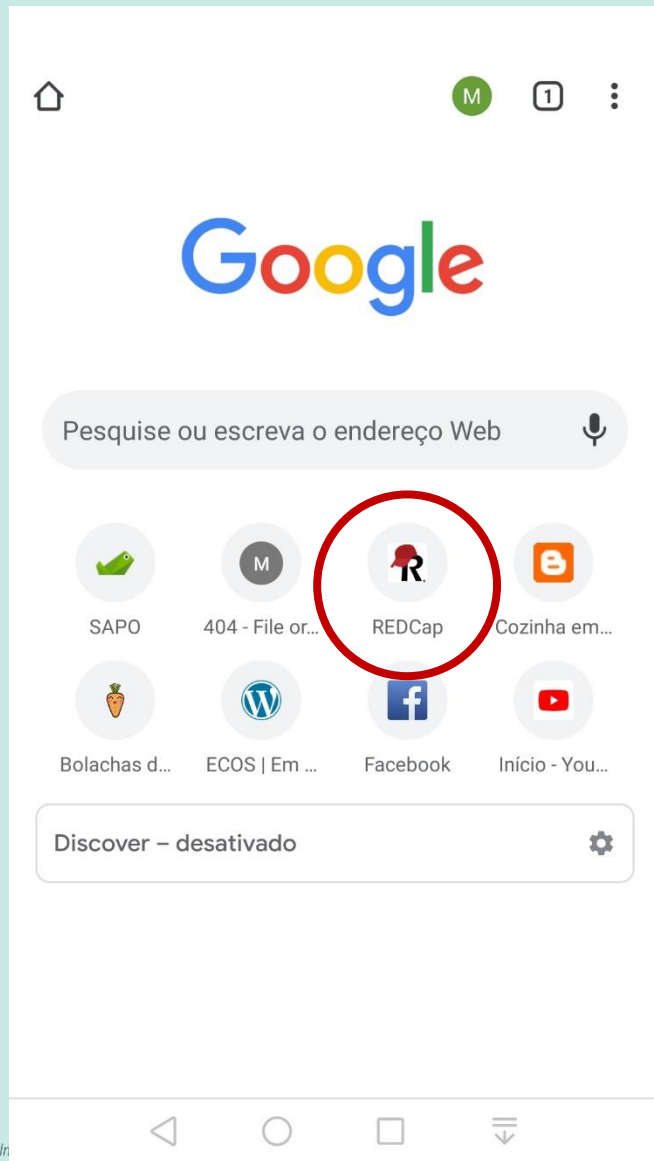 M
1
Google
Pesquise ou escreva o endereço Web
M
R
SAPO
404 - File or...
REDCap
Cozinha em...
Bolachas d...
ECOS | Em ...
Facebook
Início - You...
Discover – desativado